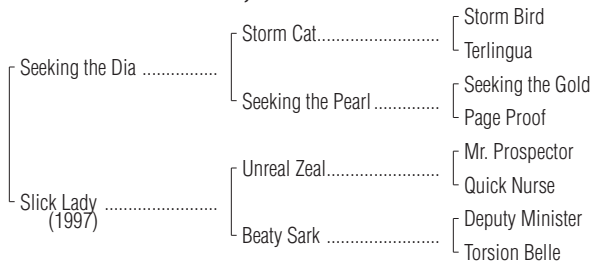 Storm Bird
Storm Cat
Terlingua
Seeking the Dia
Seeking the Gold
Seeking the Pearl
Page Proof
Mr. Prospector
Unreal Zeal
Quick Nurse
Slick Lady
(1997)
Deputy Minister
Beaty Sark
Torsion Belle